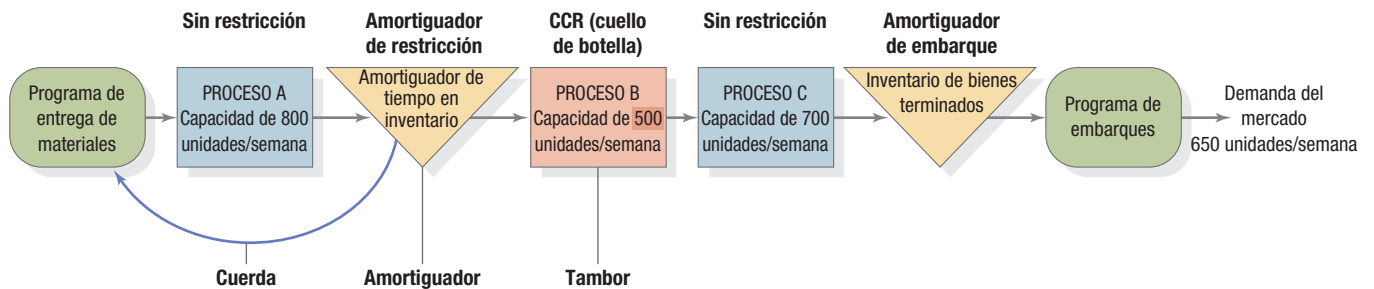 Sin restricción
Amortiguador
de restricción
CCR (cuello
de botella)
Sin restricción
Amortiguador
de embarque
Programa de
entrega de
materiales
PROCESO A
Capacidad de 800
unidades/semana
Amortiguador de
tiempo en
inventario
PROCESO B
Capacidad de 500
unidades/semana
PROCESO C
Capacidad de 700
unidades/semana
Inventario de bienes
terminados
Programa de
embarques
Demanda del
mercado
650 unidades/semana
Cuerda
Amortiguador
Tambor